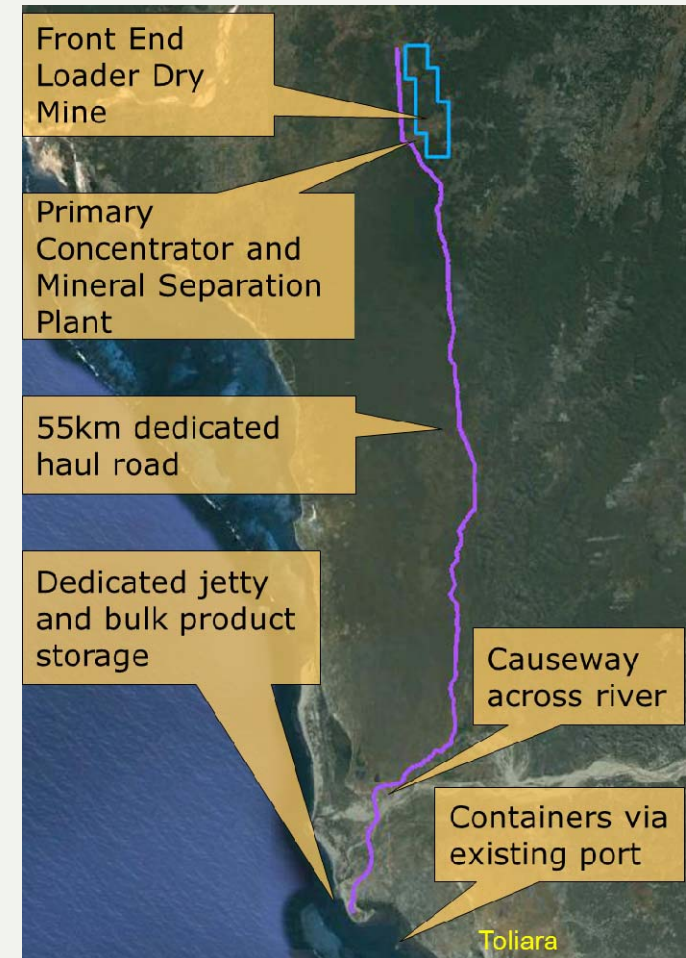 Front End
Loader Dry
Mine
Primary
Concentrator and
Mineral Separation
Plant
55km dedicated
haul road
Dedicated jetty
and bulk product
storage
Causeway
across river
Containers via
existing port
Toliara